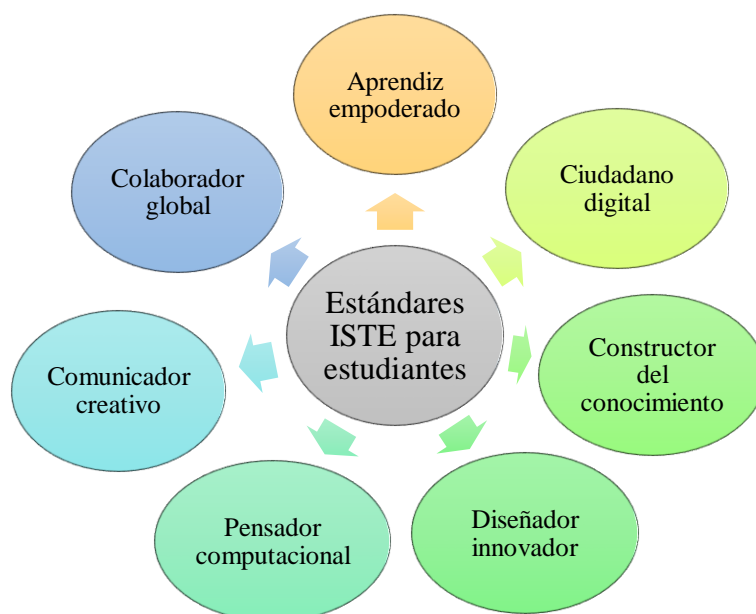 Aprendiz
empoderado
Ciudadano
digital
Constructor
del
conocimiento
Diseñador
innovador
Pensador
computacional
Comunicador
creativo
Colaborador
global
Estándares
ISTE para
estudiantes